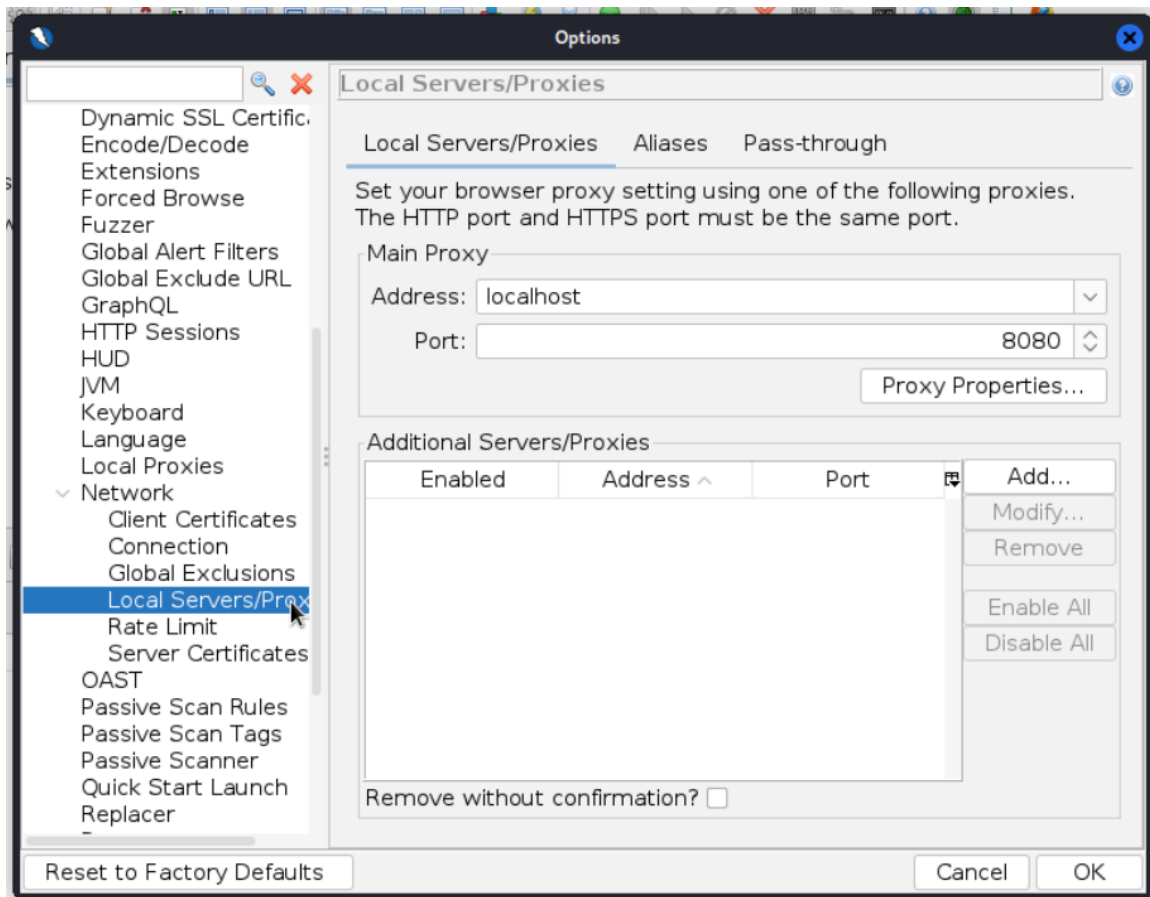 Options
Dynamic SSL Certific
Encode/Decode
Extensions
Forced Browse
Fuzzer
Global Alert Filters
Global Exclude URL
GraphQL
HTTP Sessions
HUD
JVM
Keyboard
Language
Local Proxies
Network
Client Certificates
Connection
Global Exclusions
Local Servers/Prox
Rate Limit
Server Certificates
OAST
Passive Scan Rules
Passive Scan Tags
Passive Scanner
Quick Start Launch
Replacer
Local Servers/Proxies
Local Servers/Proxies Aliases Pass-through
Set your browser proxy setting using one of the following proxies.
The HTTP port and HTTPS port must be the same port.
Main Proxy
Address: localhost
Port: 8080
Proxy Properties...
Additional Servers/Proxies
Enabled Address Port
Add...
Modify...
Remove
Enable All
Disable All
Remove without confirmation?
Reset to Factory Defaults
Cancel OK